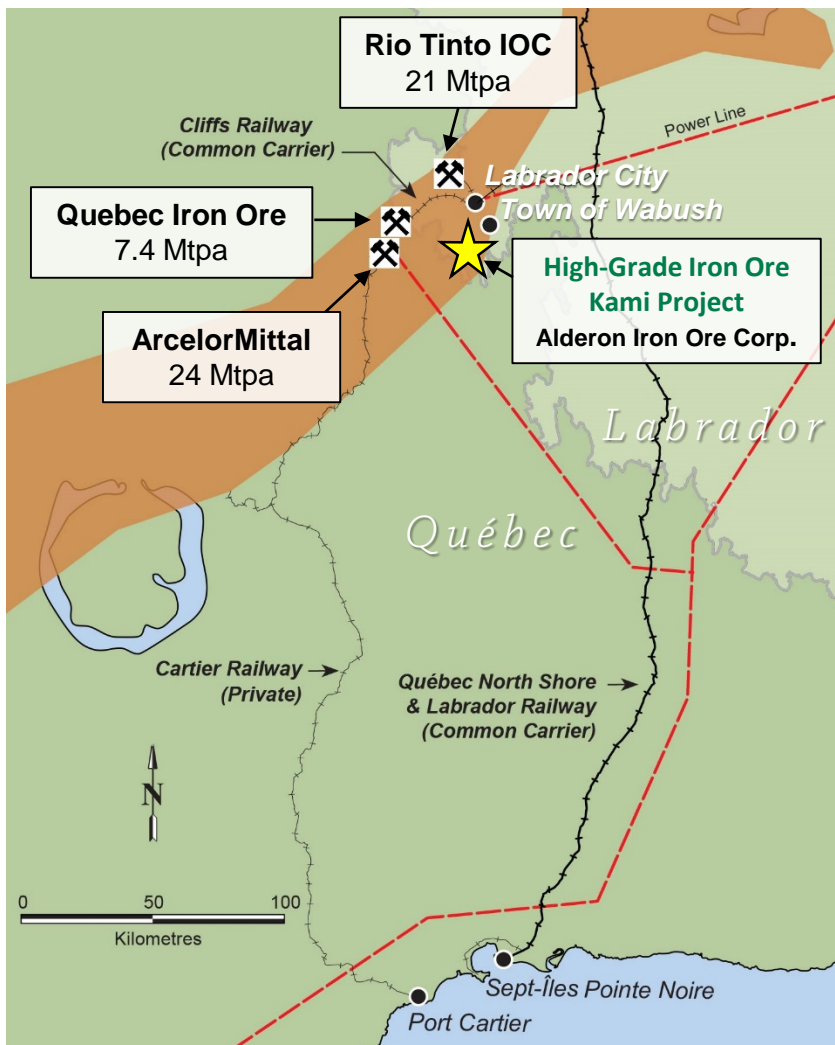 Rio Tinto IOC
21 Mtpa
Cliffs Railway
(Common Carrier)
Power Line
Labrador City
Town of Wabush
Quebec Iron Ore
7.4 Mtpa
High-Grade Iron Ore
Kami Project
Alderon Iron Ore Corp.
ArcelorMittal
24 Mtpa
Labrador
Québec
Cartier Railway
(Private)
Québec North Shore
& Labrador Railway
(Common Carrier)
N
0 50 100
Kilometres
Sept-Îles Pointe Noire
Port Cartier